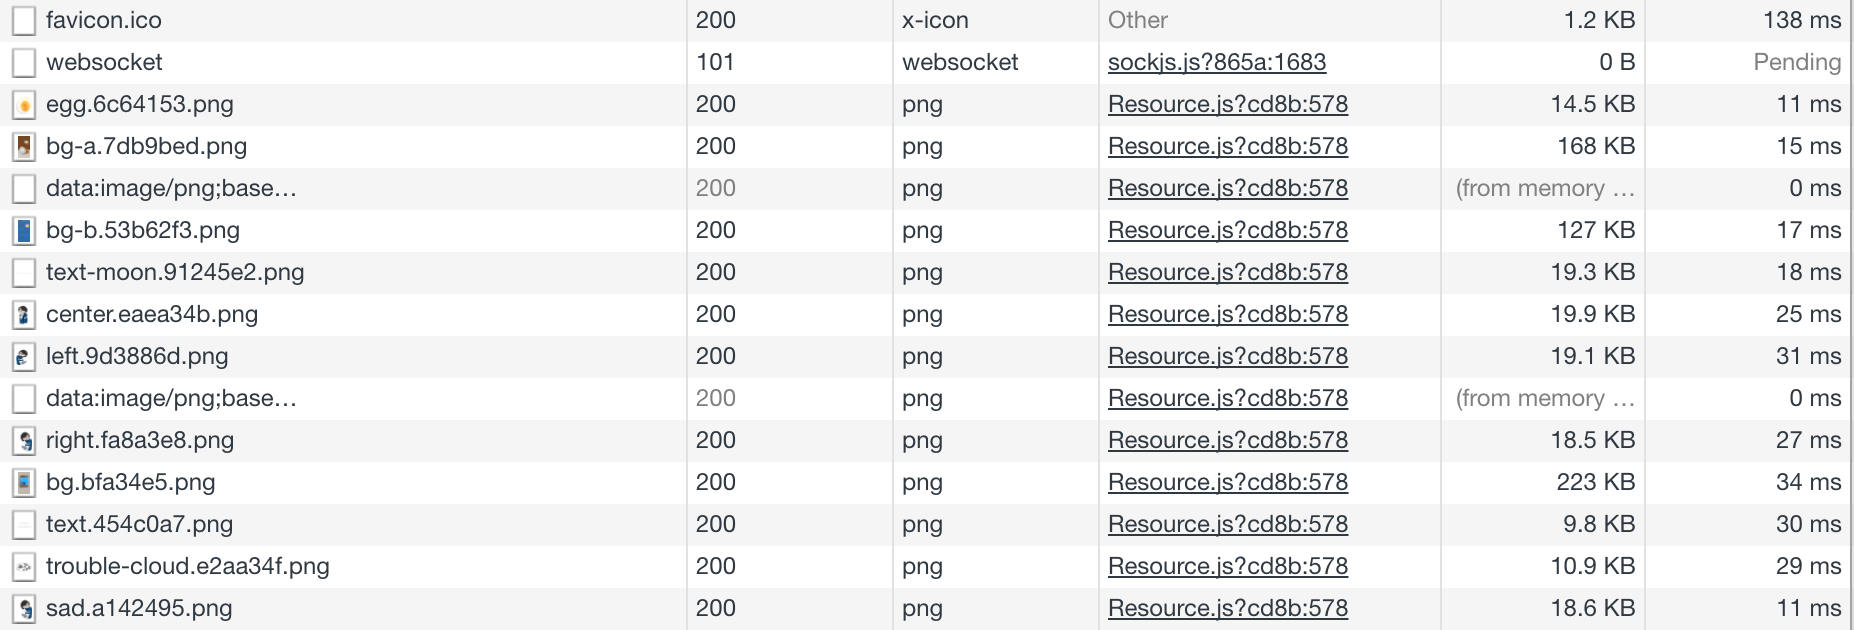 favicon.ico 200 x-icon Other 1.2 KB 138 ms
websocket 101 websocket sockjs.js?865a:1683 0 B Pending
egg.6c64153.png 200 png Resource.js?cd8b:578 14.5 KB 11 ms
bg-a.7db9bed.png 200 png Resource.js?cd8b:578 168 KB 15 ms
data:image/png;base… 200 png Resource.js?cd8b:578 (from memory … 0 ms
bg-b.53b62f3.png 200 png Resource.js?cd8b:578 127 KB 17 ms
text-moon.91245e2.png 200 png Resource.js?cd8b:578 19.3 KB 18 ms
center.eaea34b.png 200 png Resource.js?cd8b:578 19.9 KB 25 ms
left.9d3886d.png 200 png Resource.js?cd8b:578 19.1 KB 31 ms
data:image/png;base… 200 png Resource.js?cd8b:578 (from memory … 0 ms
right.fa8a3e8.png 200 png Resource.js?cd8b:578 18.5 KB 27 ms
bg.bfa34e5.png 200 png Resource.js?cd8b:578 223 KB 34 ms
text.454c0a7.png 200 png Resource.js?cd8b:578 9.8 KB 30 ms
trouble-cloud.e2aa34f.png 200 png Resource.js?cd8b:578 10.9 KB 29 ms
sad.a142495.png 200 png Resource.js?cd8b:578 18.6 KB 11 ms